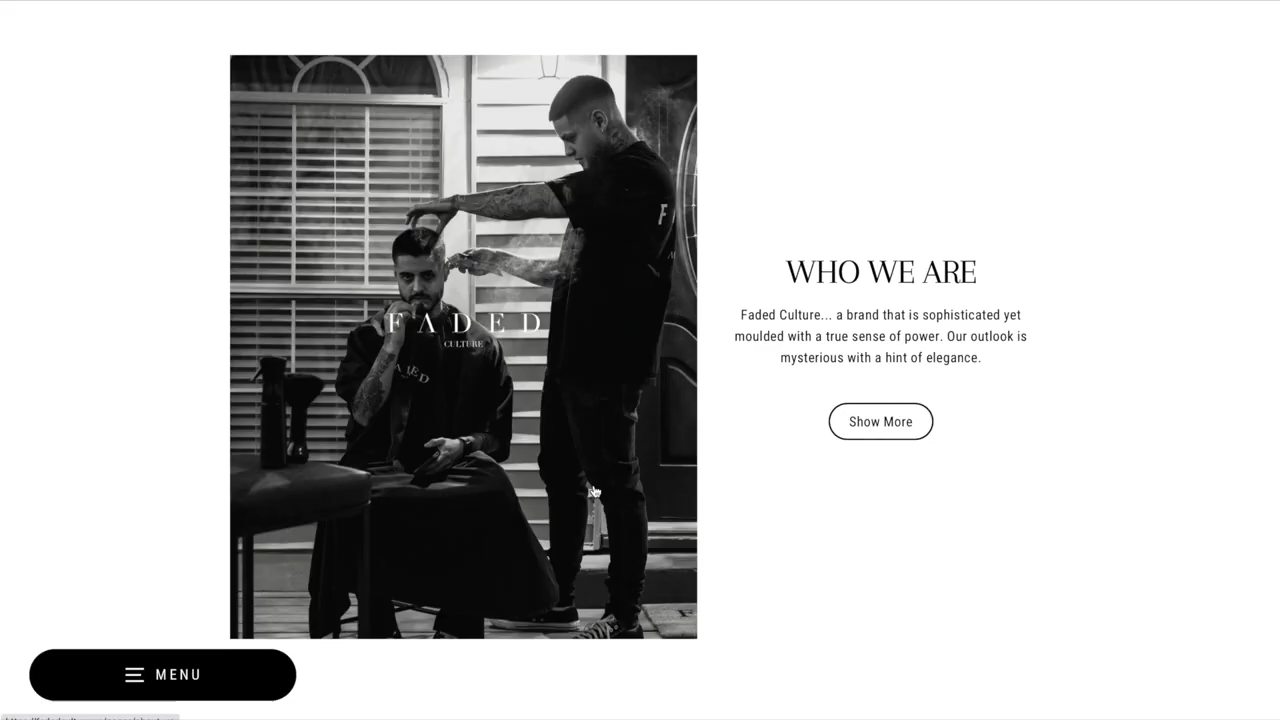 FADED
CULTURE
WHO WE ARE
Faded Culture... a brand that is sophisticated yet
moulded with a true sense of power. Our outlook is
mysterious with a hint of elegance.
Show More
MENU